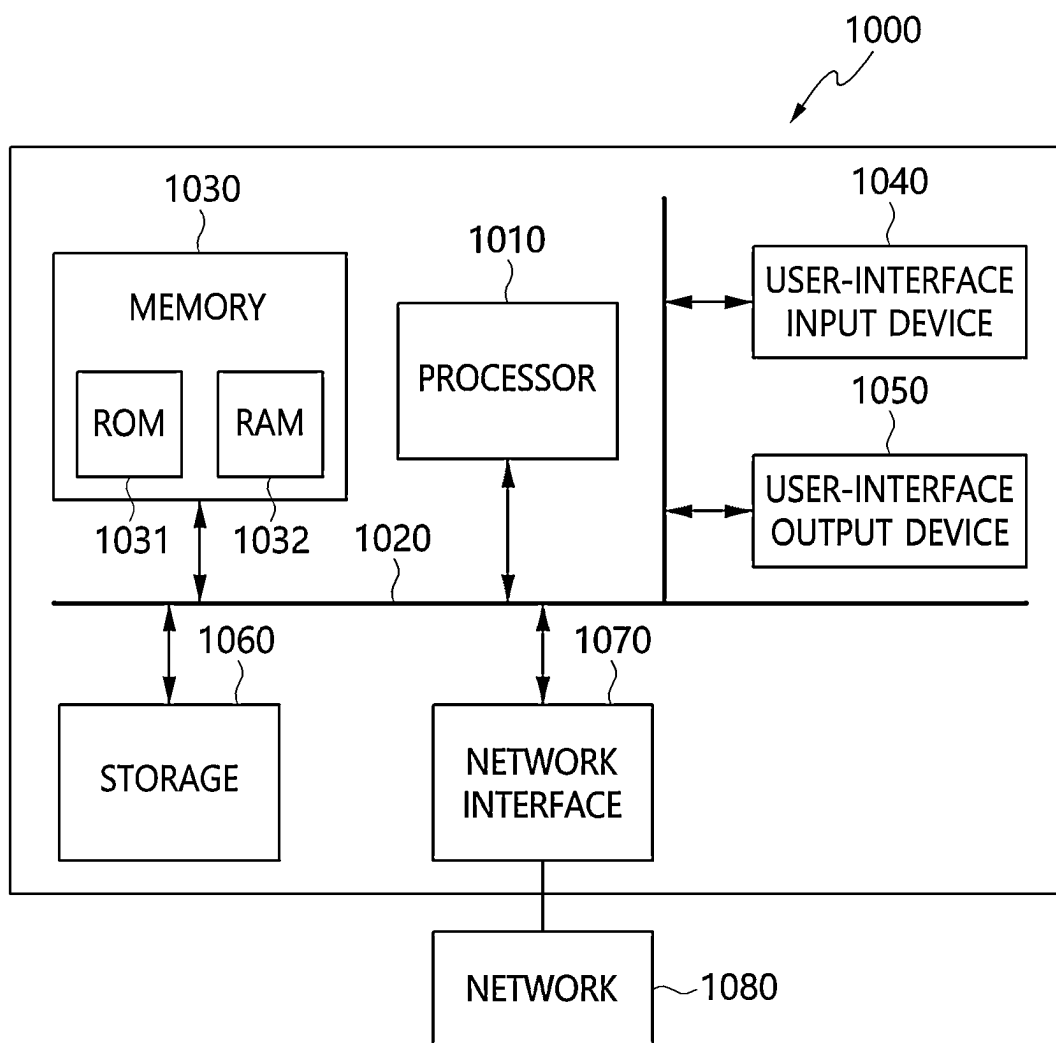 1000
1030
1010
1040
MEMORY
ROM
RAM
PROCESSOR
USER-INTERFACE
INPUT DEVICE
1050
USER-INTERFACE
OUTPUT DEVICE
1031
1032
1020
1060
1070
STORAGE
NETWORK
INTERFACE
NETWORK
1080